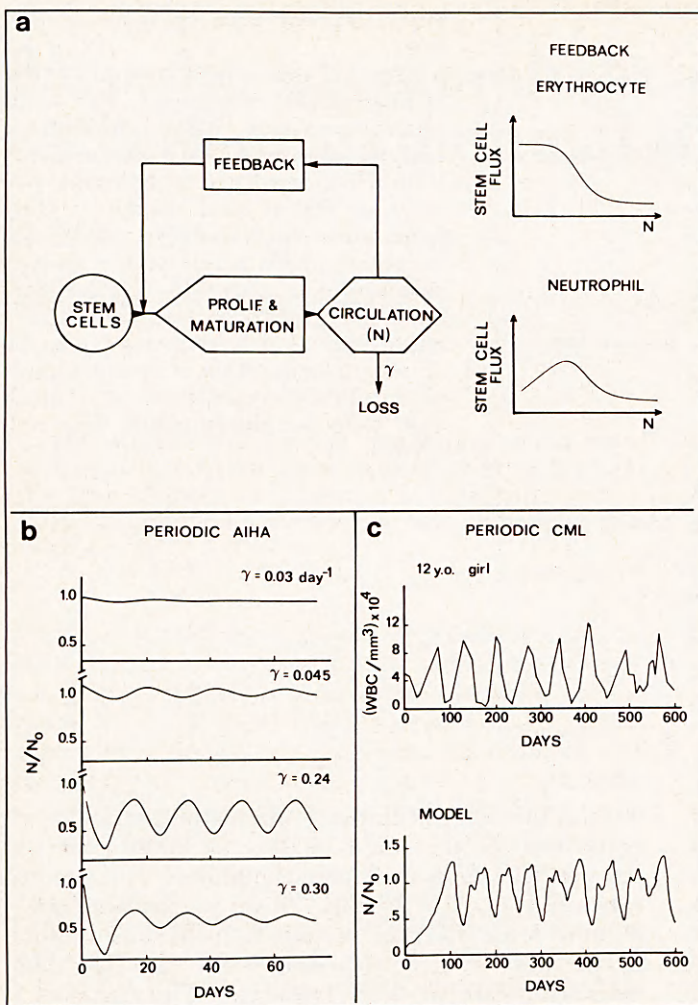 a
FEEDBACK
ERYTHROCYTE
STEM CELL
FLUX
N
FEEDBACK
STEM
CELLS
PROLIF &
MATURATION
CIRCULATION
(N)
γ
LOSS
NEUTROPHIL
STEM CELL
FLUX
N
b
PERIODIC AIHA
γ = 0.03 day⁻¹
1.0
0.5
γ = 0.045
1.0
0.5
γ = 0.24
1.0
0.5
γ = 0.30
1.0
0.5
N/N₀
0 20 40 60
DAYS
c
PERIODIC CML
12 y.o. girl
(WBC/mm³) x 10⁴
12
8
4
0
0 100 200 300 400 500 600
DAYS
MODEL
N/N₀
1.5
1.0
.5
0
0 100 200 300 400 500 600
DAYS